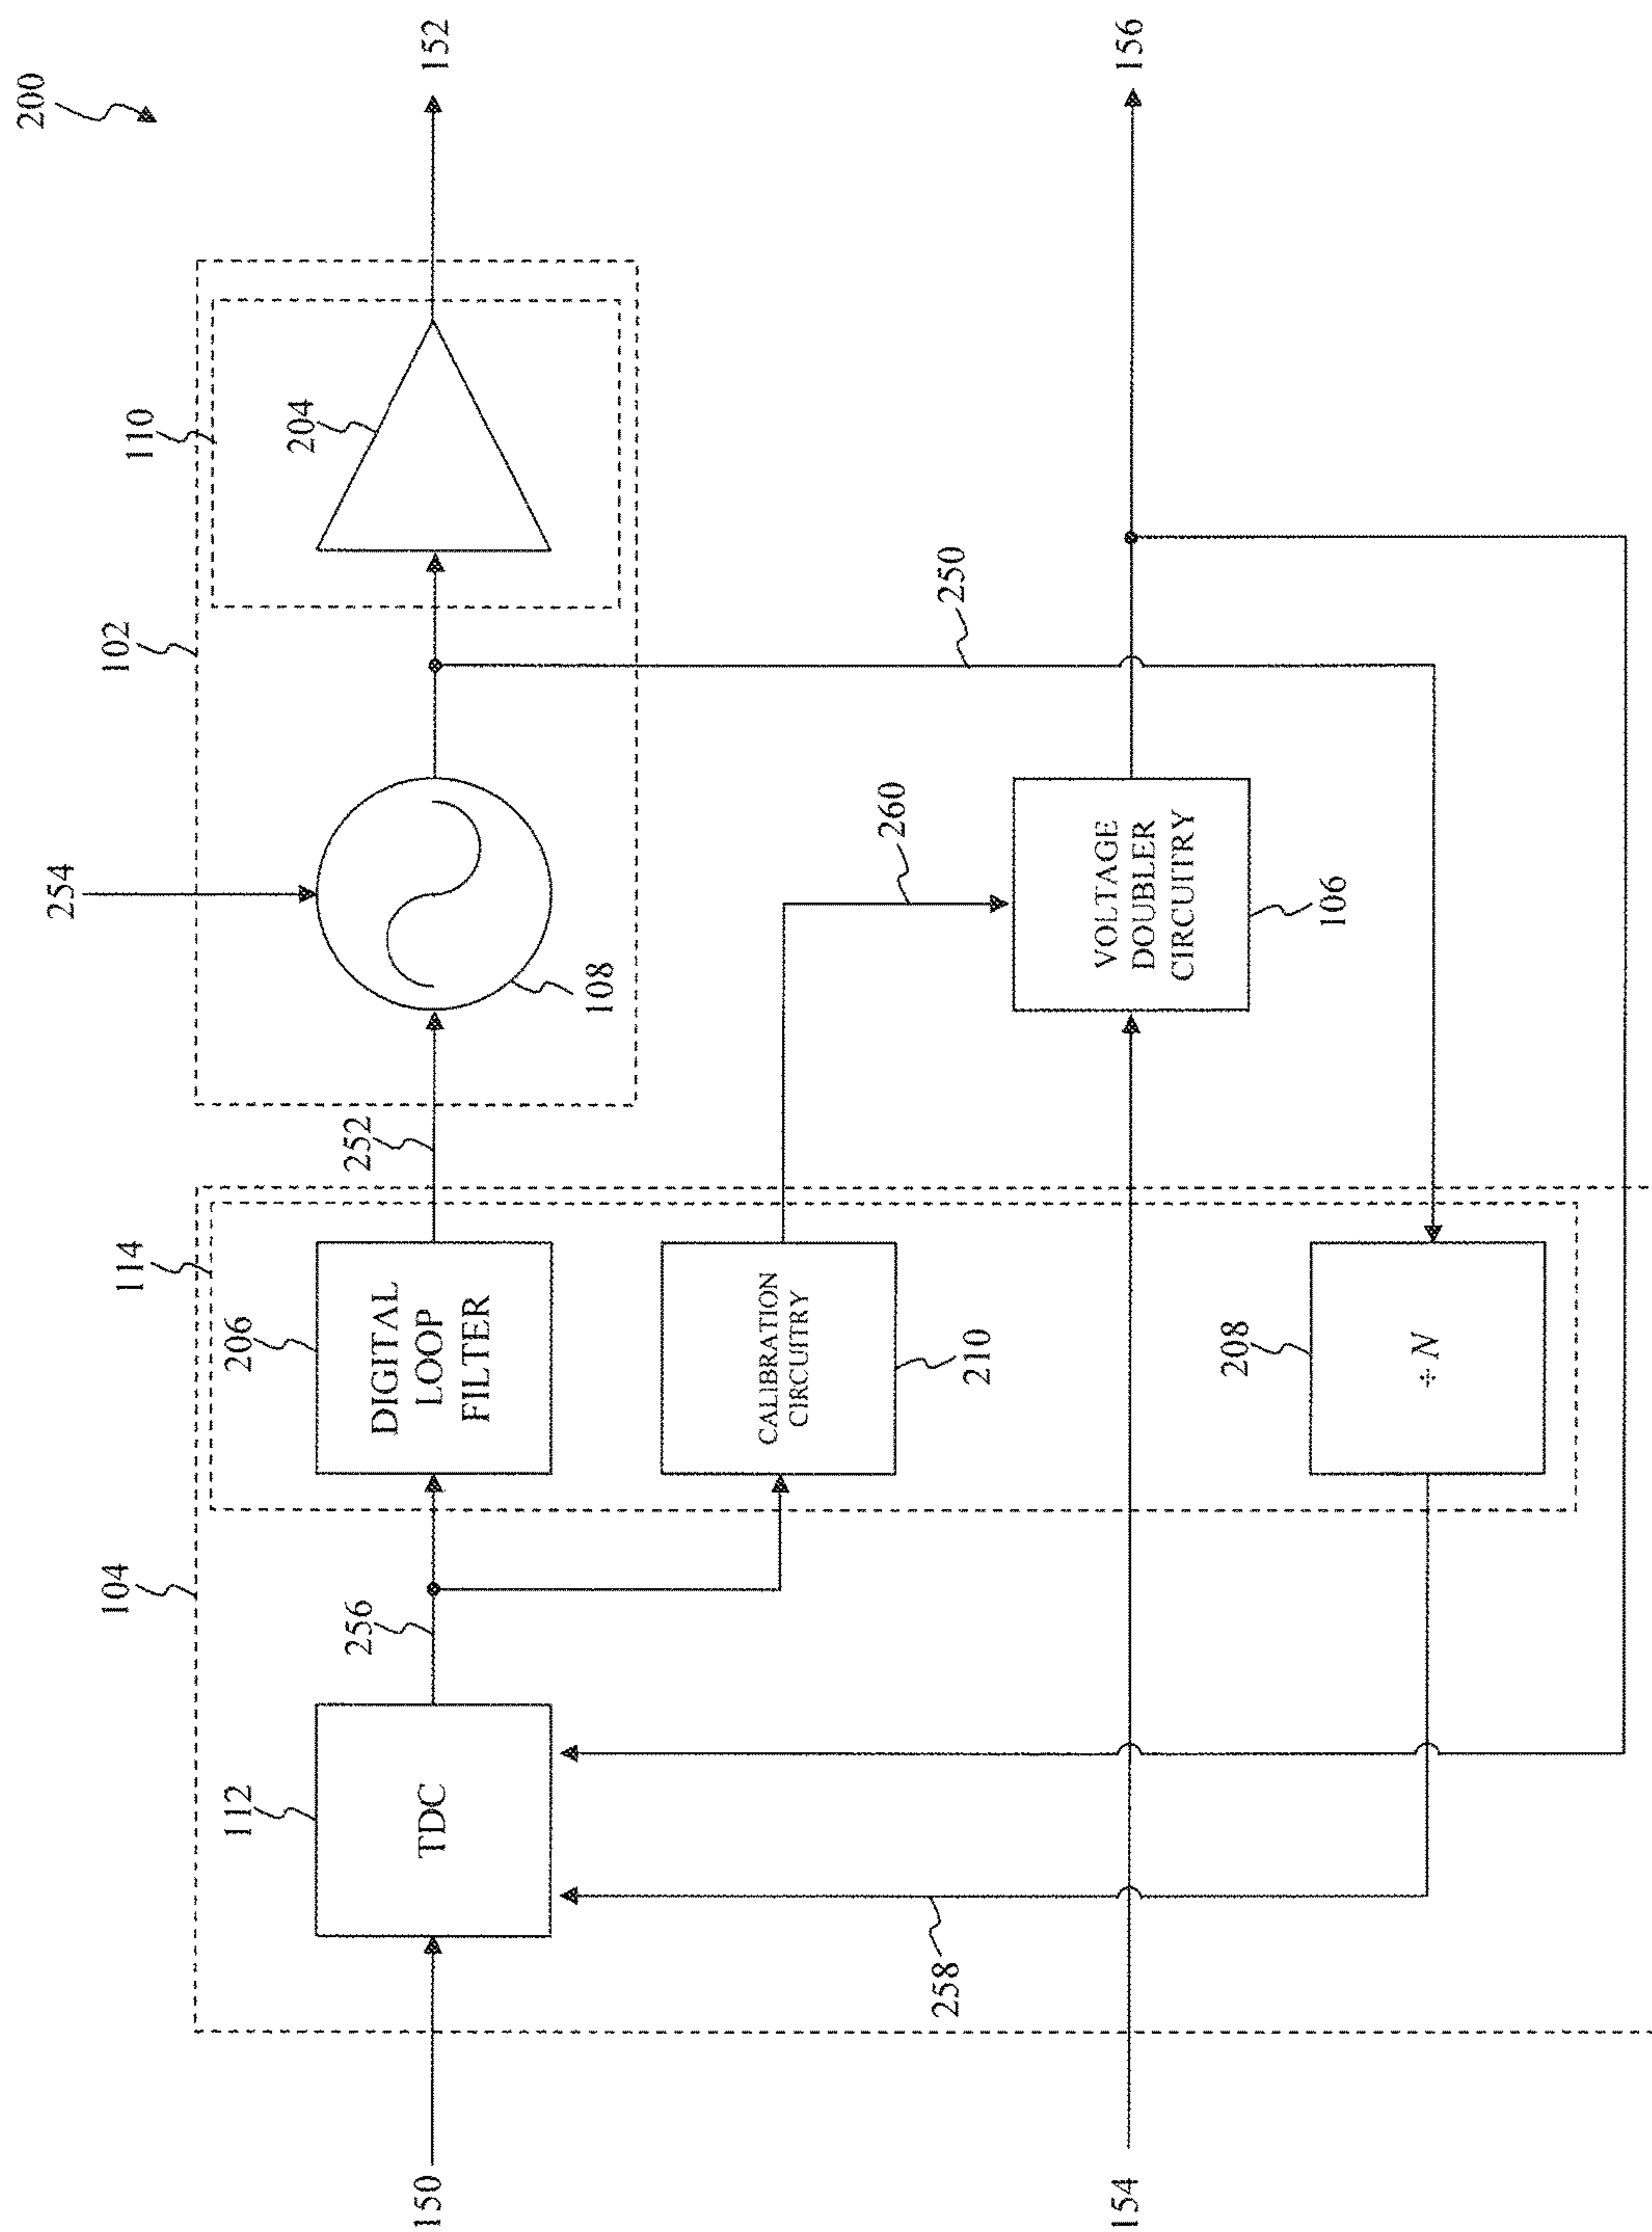 200
254
102
110
204
152
108
104
114
206
252
DIGITAL
LOOP
FILTER
112
256
TDC
150
CALIBRATION
CIRCUITRY
210
260
250
VOLTAGE
DOUBLER
CIRCUITRY
106
156
154
258
208
÷ N